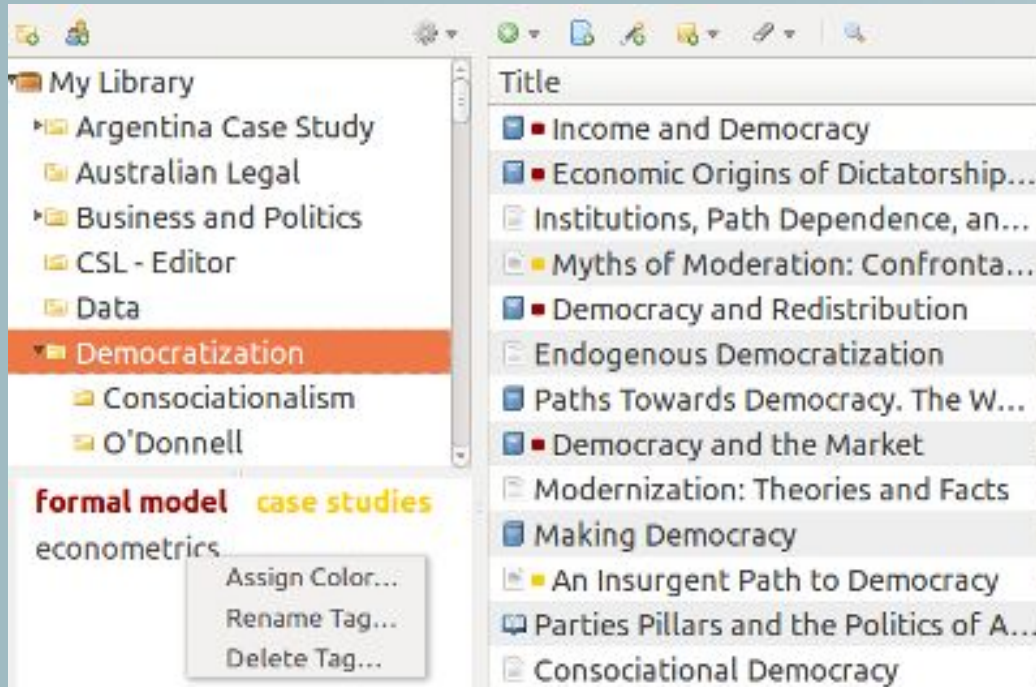 My Library
Argentina Case Study
Australian Legal
Business and Politics
CSL - Editor
Data
Democratization
Consociationalism
O'Donnell
formal model case studies
econometrics
Assign Color...
Rename Tag...
Delete Tag...
Title
Income and Democracy
Economic Origins of Dictatorship...
Institutions, Path Dependence, an...
Myths of Moderation: Confronta...
Democracy and Redistribution
Endogenous Democratization
Paths Towards Democracy. The W...
Democracy and the Market
Modernization: Theories and Facts
Making Democracy
An Insurgent Path to Democracy
Parties Pillars and the Politics of A...
Consociational Democracy